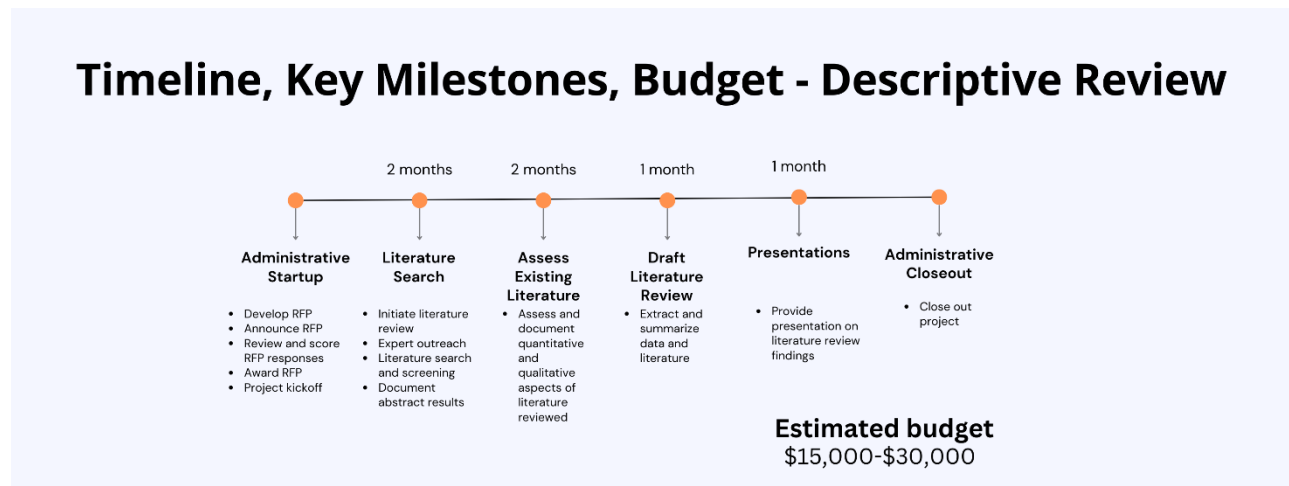 Timeline, Key Milestones, Budget - Descriptive Review
2 months
2 months
1 month
1 month
Administrative
Startup
• Develop RFP
• Announce RFP
• Review and score
RFP responses
• Award RFP
• Project kickoff
Literature
Search
• Initiate literature
review
• Expert outreach
• Literature search
and screening
• Document
abstract results
Assess
Existing
Literature
• Assess and
document
quantitative
and
qualitative
aspects of
literature
reviewed
Draft
Literature
Review
• Extract and
summarize
data and
literature
Presentations
• Provide
presentation on
literature review
findings
Administrative
Closeout
• Close out
project
Estimated budget
$15,000-$30,000